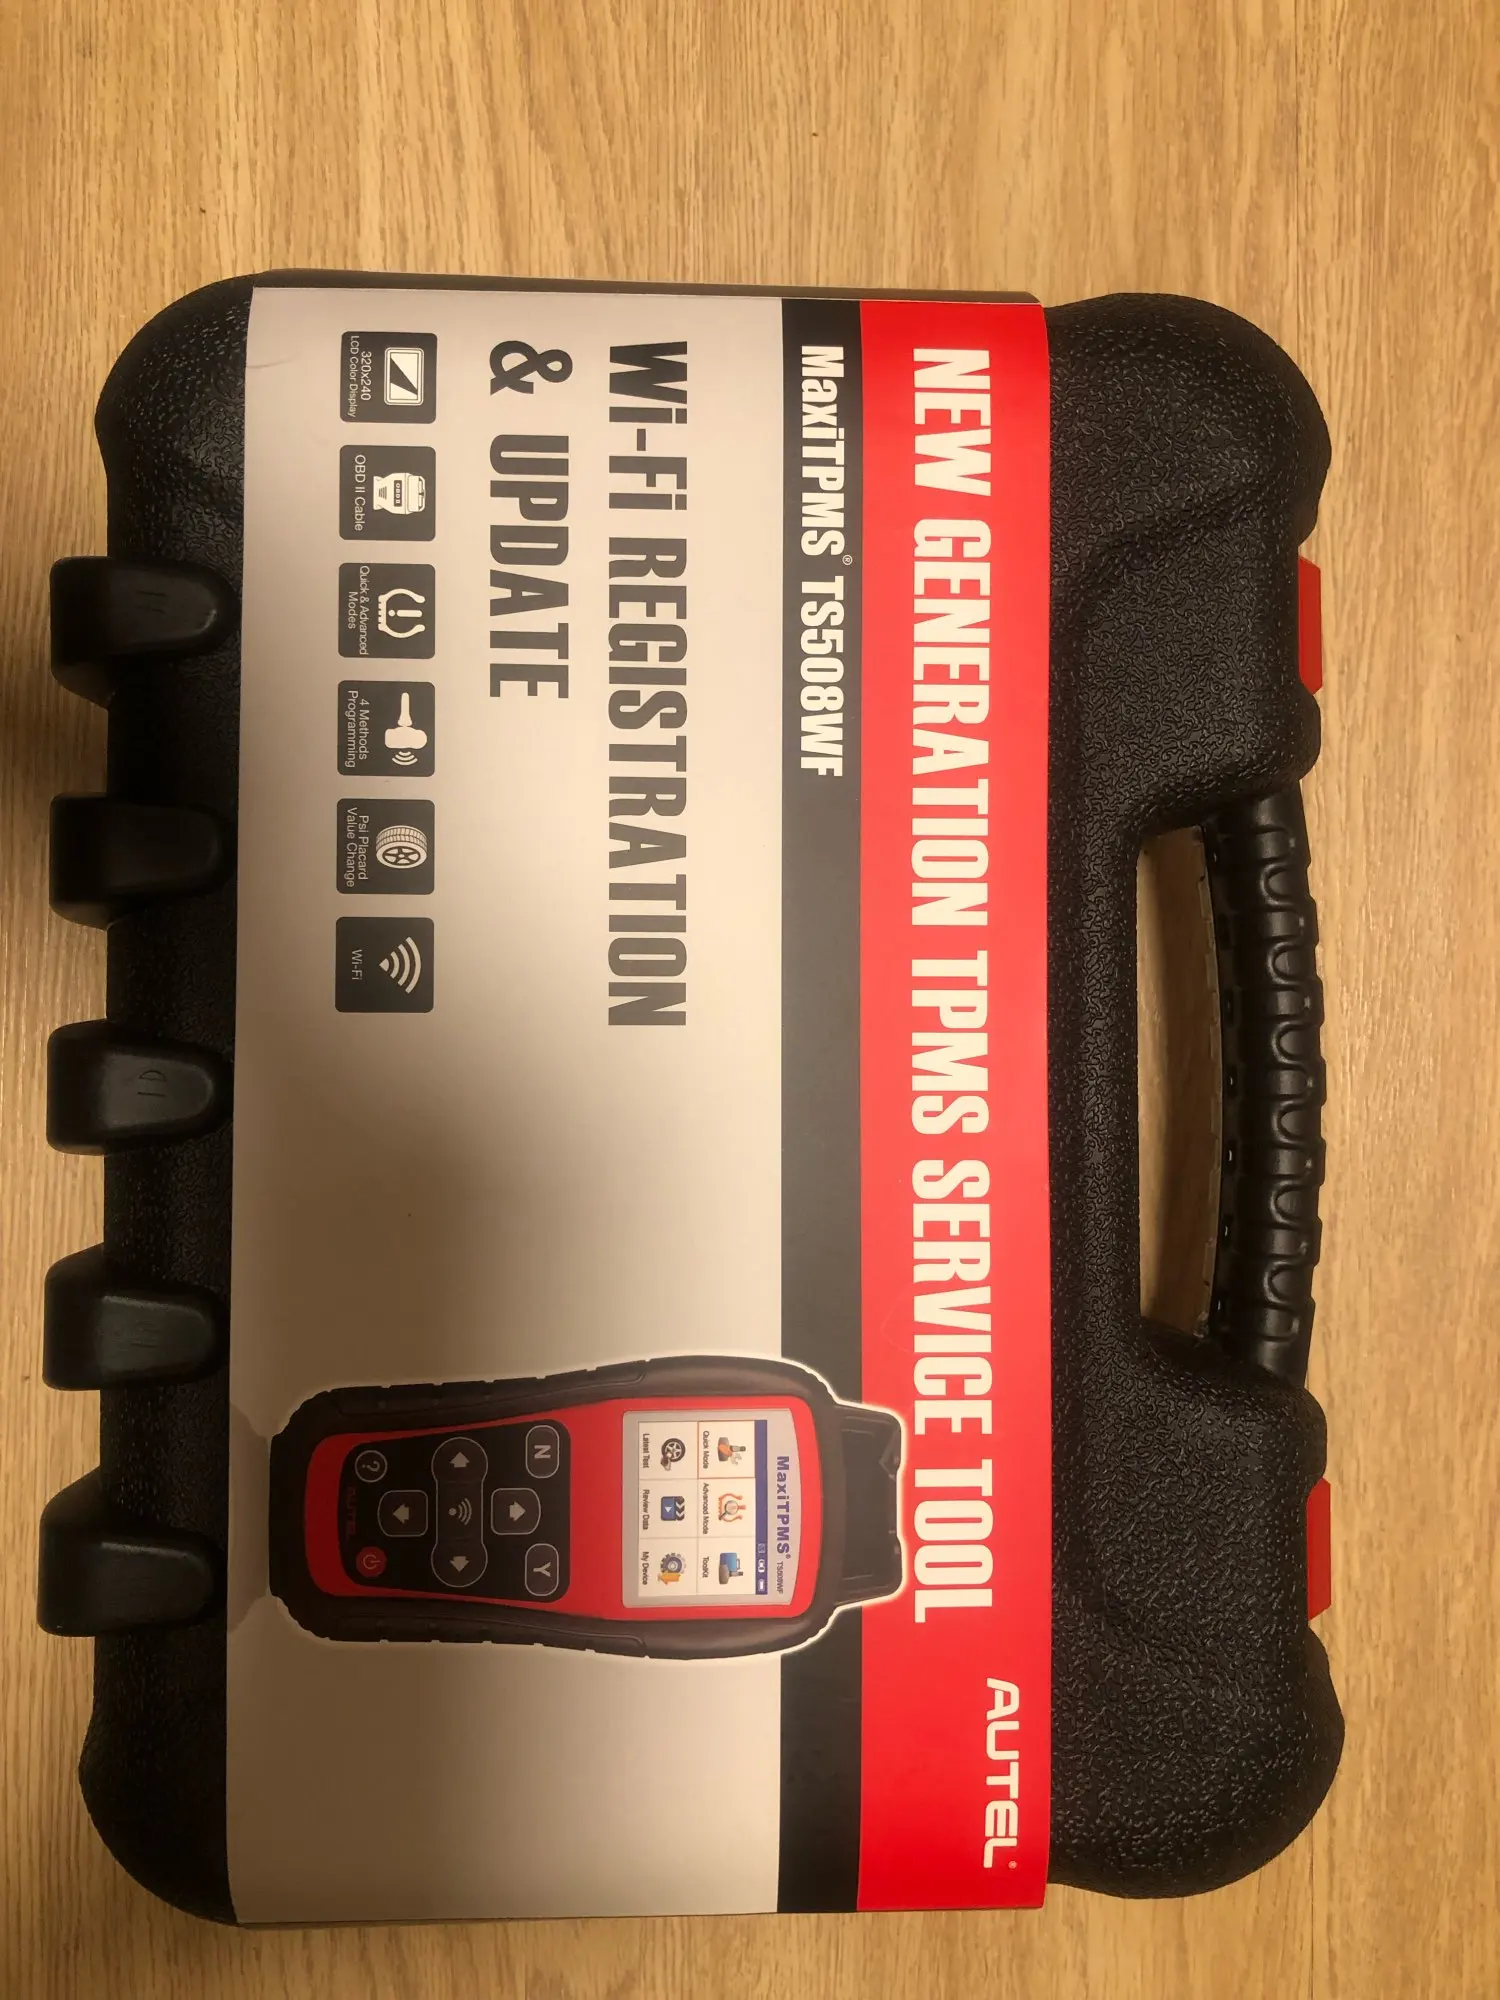 NEW GENERATION TPMS SERVICE TOOL
AUTEL®
MaxiTPMS® TS508WF
Wi-Fi REGISTRATION
& UPDATE
320x240
LCD Color Display
OBD II
OBD II Cable
Quick & Advanced
Modes
4 Methods
Programming
Psi Placard
Value Change
Wi-Fi
MaxiTPMS® TS508WF
Quick Mode
Advanced Mode
ToolKit
Latest Test
Review Data
My Device
N
Y
?
AUTEL